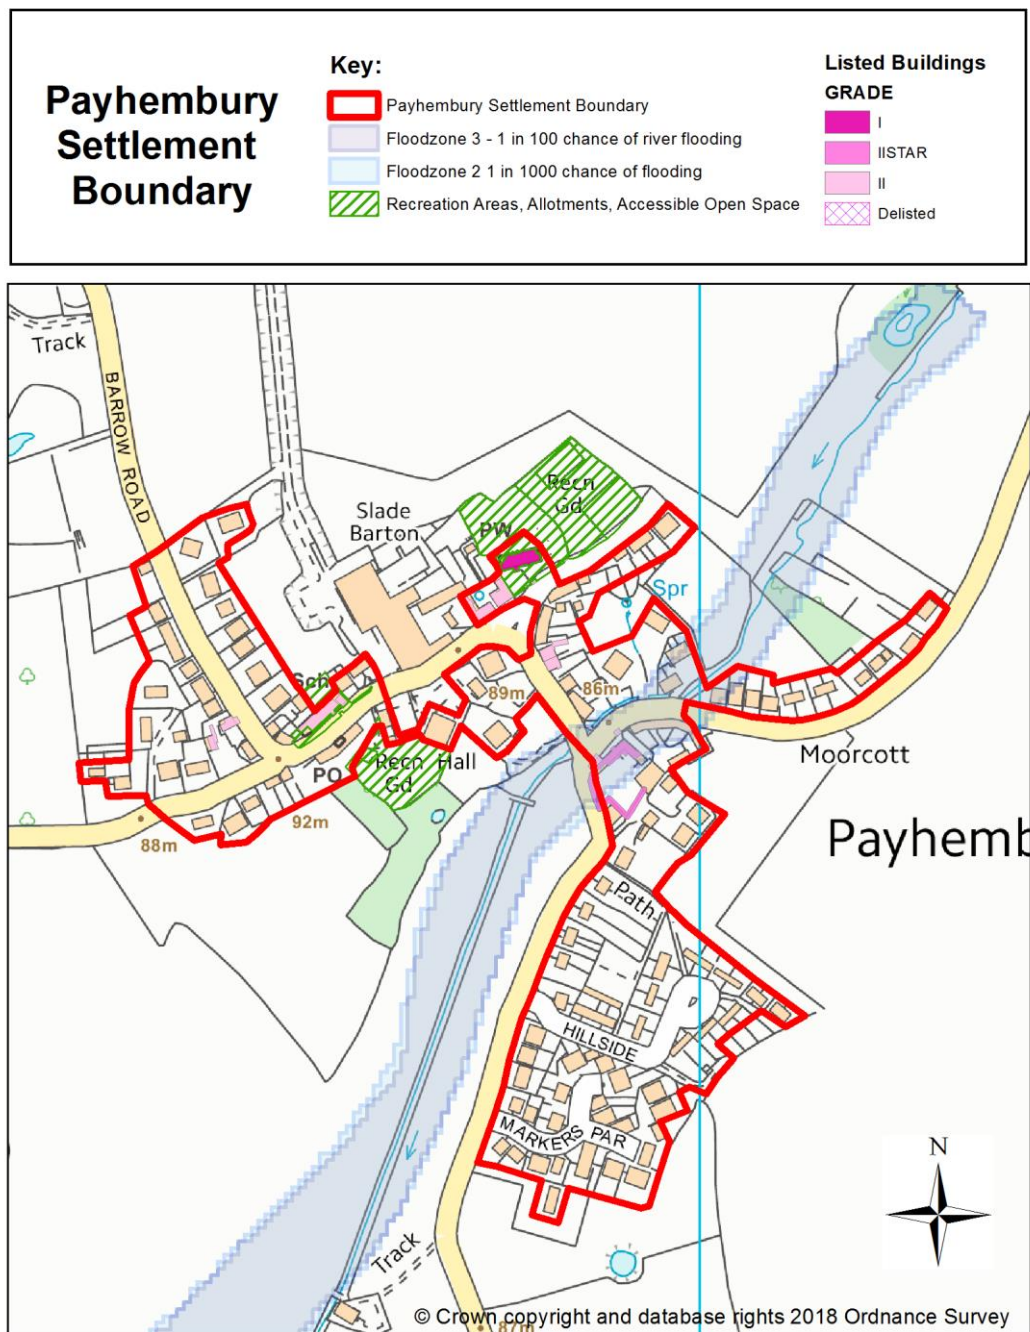 Payhembury
Settlement
Boundary
Key:
Payhembury Settlement Boundary
Floodzone 3 - 1 in 100 chance of river flooding
Floodzone 2 1 in 1000 chance of flooding
Recreation Areas, Allotments, Accessible Open Space
Listed Buildings
GRADE
I
IISTAR
II
Delisted
Track
BARROW ROAD
Slade
Barton
Recn
Gd
PW
Spr
Sch
89m
86m
Moorcott
PO
Recn
Gd
Hall
92m
88m
Payhemb
Path
HILLSIDE
MARKERS PAR
N
Track
87m
© Crown copyright and database rights 2018 Ordnance Survey